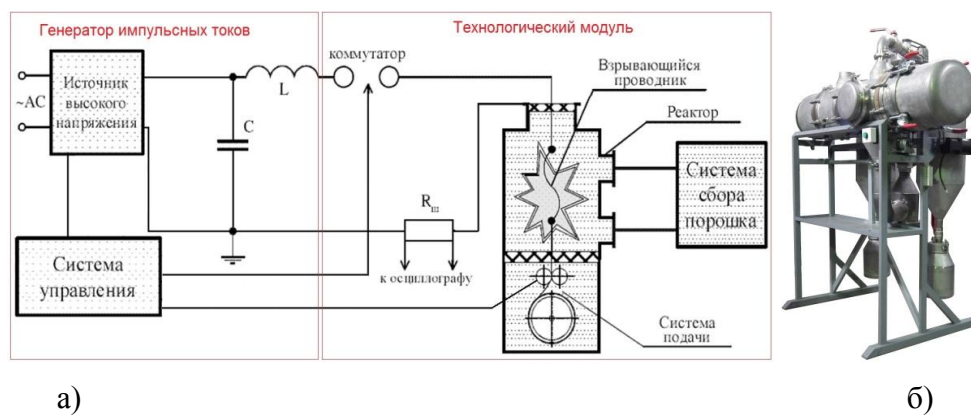 Генератор импульсных токов
Технологический модуль
~AC
Источник
высокого
напряжения
L
C
коммутатор
Взрывающийся
проводник
Реактор
Система
сбора
порошка
Rш
к осциллографу
Система
управления
Система
подачи
а)
б)